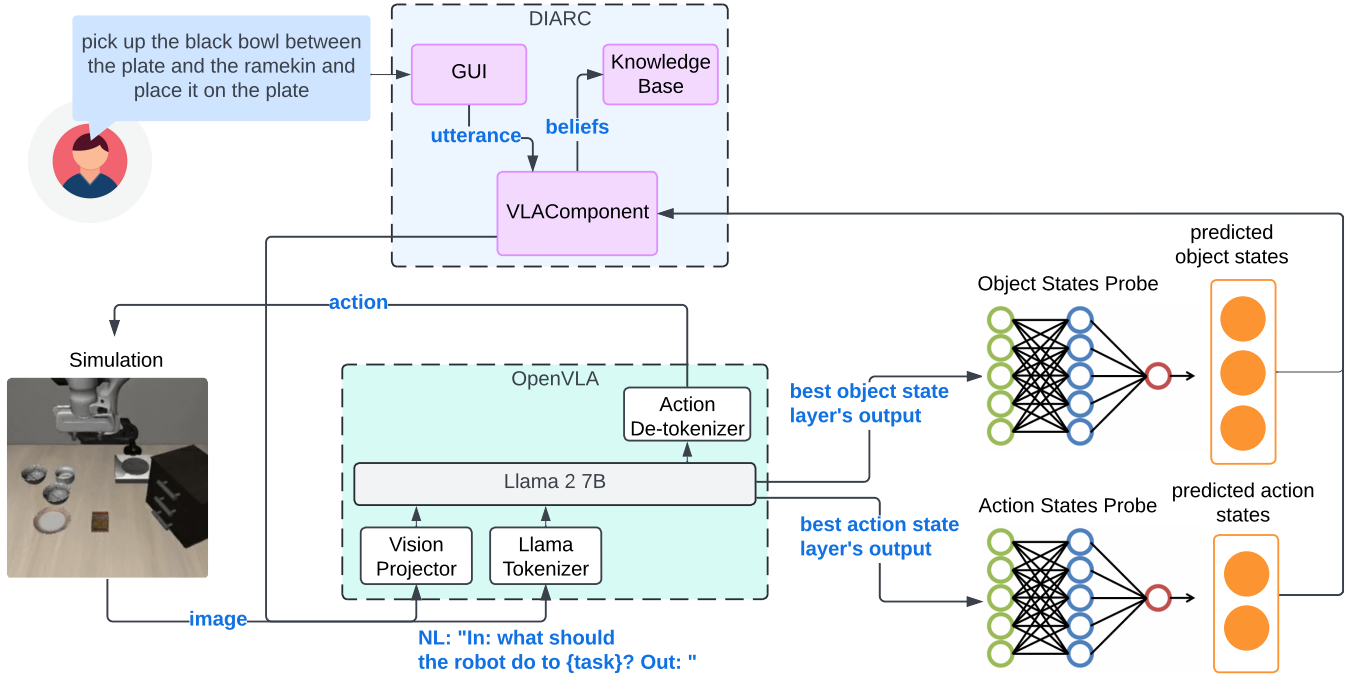 DIARC
pick up the black bowl between
the plate and the ramekin and
place it on the plate
GUI
Knowledge
Base
utterance
beliefs
VLAComponent
predicted
object states
Object States Probe
action
Simulation
OpenVLA
Action
De-tokenizer
best object state
layer's output
Llama 2 7B
Action States Probe
predicted action
states
best action state
layer's output
Vision
Projector
Llama
Tokenizer
image
NL: "In: what should
the robot do to {task}? Out: "